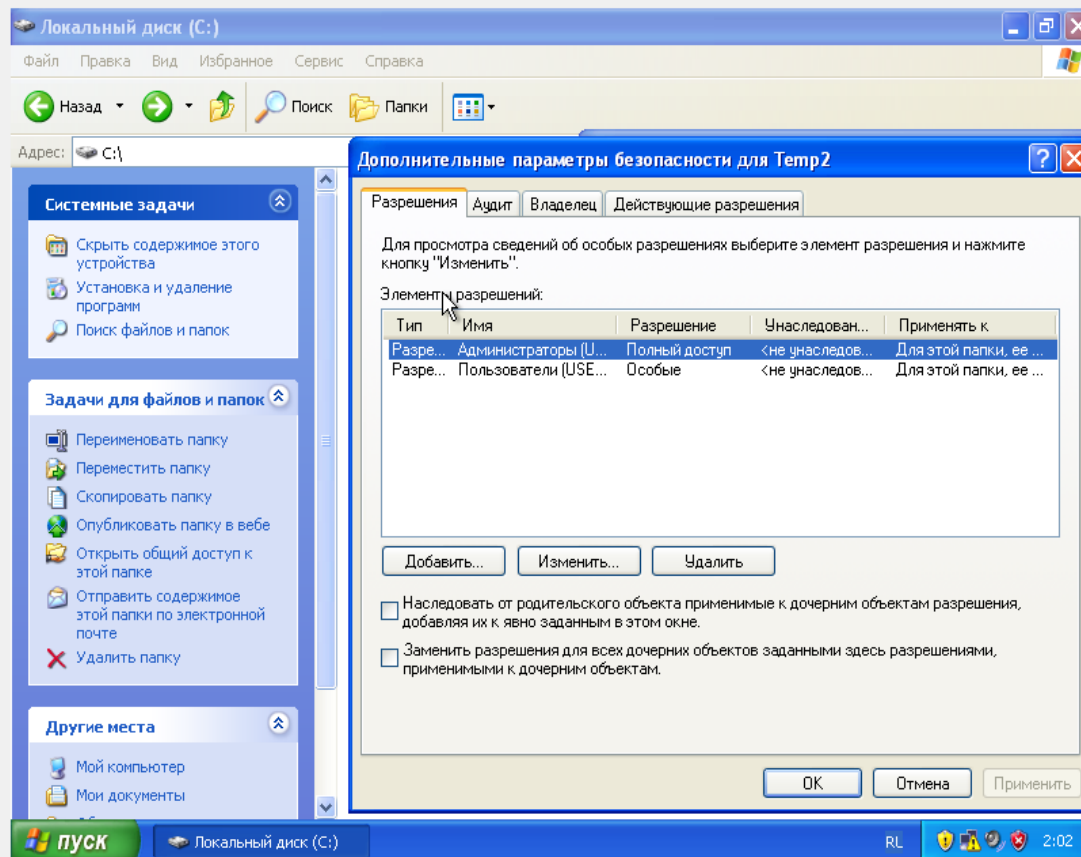 Локальный диск (C:)
Файл Правка Вид Избранное Сервис Справка
Назад Поиск Папки
Адрес: C:\
Системные задачи
Скрыть содержимое этого
устройства
Установка и удаление
программ
Поиск файлов и папок
Задачи для файлов и папок
Переименовать папку
Переместить папку
Скопировать папку
Опубликовать папку в вебе
Открыть общий доступ к
этой папке
Отправить содержимое
этой папки по электронной
почте
Удалить папку
Другие места
Мой компьютер
Мои документы
Дополнительные параметры безопасности для Temp2
Разрешения Аудит Владелец Действующие разрешения
Для просмотра сведений об особых разрешениях выберите элемент разрешения и нажмите
кнопку "Изменить".
Элементы разрешений:
Тип Имя Разрешение Унаследован... Применять к
Разре... Администраторы (U... Полный доступ <не унаследов... Для этой папки, ее ...
Разре... Пользователи (USE... Особые <не унаследов... Для этой папки, ее ...
Добавить... Изменить... Удалить
Наследовать от родительского объекта применимые к дочерним объектам разрешения,
добавляя их к явно заданным в этом окне.
Заменить разрешения для всех дочерних объектов заданными здесь разрешениями,
применимыми к дочерним объектам.
OK Отмена Применить
пуск Локальный диск (C:) RL 2:02